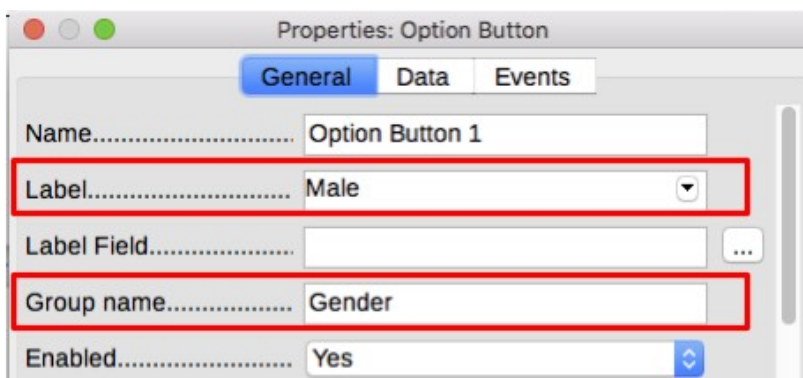 Properties: Option Button
General Data Events
Name............................ Option Button 1
Label............................ Male
Label Field..................... ...
Group name.................. Gender
Enabled......................... Yes